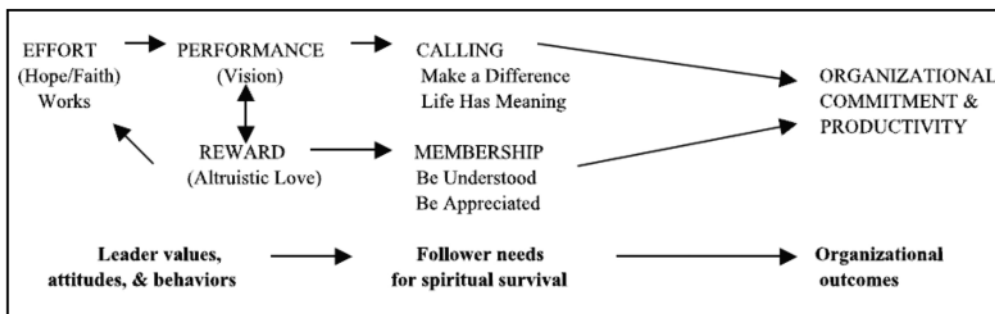 EFFORT
(Hope/Faith)
Works
PERFORMANCE
(Vision)
REWARD
(Altruistic Love)
CALLING
Make a Difference
Life Has Meaning
MEMBERSHIP
Be Understood
Be Appreciated
ORGANIZATIONAL
COMMITMENT &
PRODUCTIVITY
Leader values,
attitudes, & behaviors
Follower needs
for spiritual survival
Organizational
outcomes